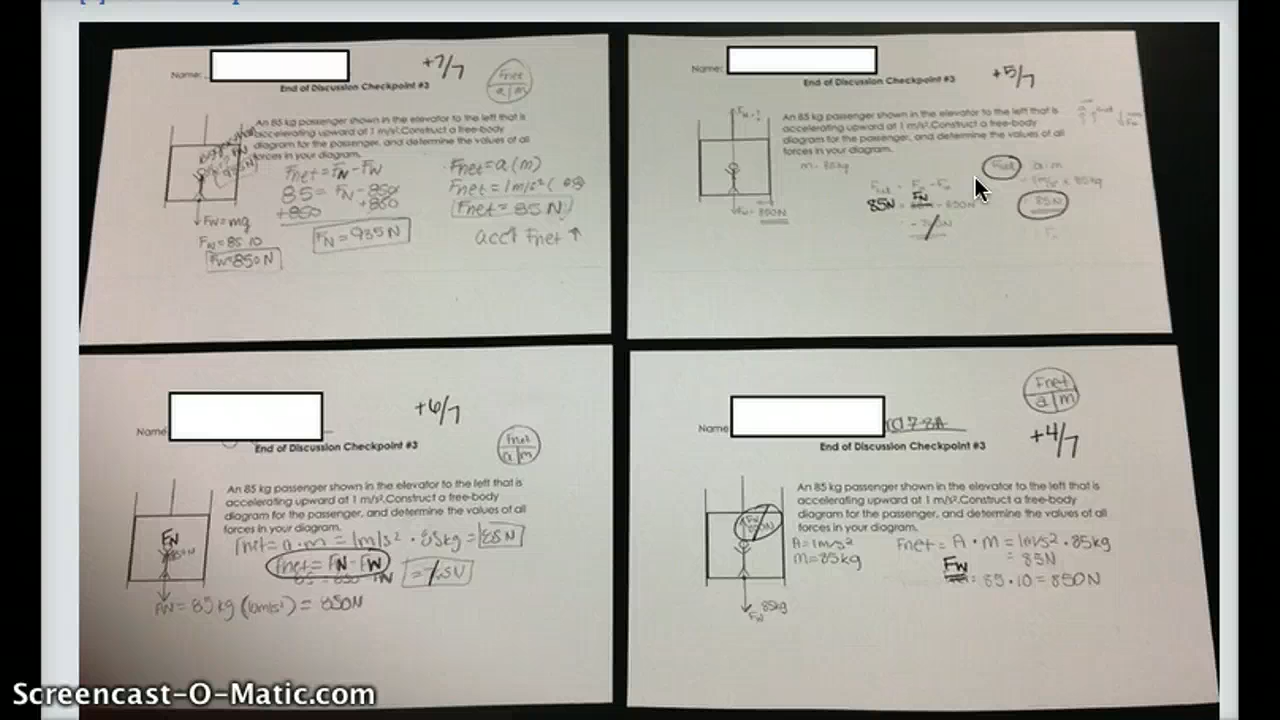 Name:
+7/7
Fnet
a | m
End of Discussion Checkpoint #3
An 85 kg passenger shown in the elevator to the left that is
accelerating upward at 1 m/s². Construct a free-body
diagram for the passenger, and determine the values of all
forces in your diagram.
Fnet = FN - FW
85 = FN - 850
+850 +850
FN = 935N
Fnet = a (m)
Fnet = 1m/s² (
Fnet = 85 N
acc↑ Fnet ↑
FW = mg
FW = 85 10
FW = 850N
Name:
+5/7
End of Discussion Checkpoint #3
An 85 kg passenger shown in the elevator to the left that is
accelerating upward at 1 m/s². Construct a free-body
diagram for the passenger, and determine the values of all
forces in your diagram.
m = 85kg
Fnet
a · m
85N
85N = FN - 850N
850N
Name
+6/7
Fnet
a | m
End of Discussion Checkpoint #3
An 85 kg passenger shown in the elevator to the left that is
accelerating upward at 1 m/s². Construct a free-body
diagram for the passenger, and determine the values of all
forces in your diagram.
FN
Fnet = a · m = 1m/s² · 85kg = 85N
Fnet = FN - FW
FW = 85 kg (10m/s²) = 850N
Name
Fnet
a | m
+4/7
End of Discussion Checkpoint #3
An 85 kg passenger shown in the elevator to the left that is
accelerating upward at 1 m/s². Construct a free-body
diagram for the passenger, and determine the values of all
forces in your diagram.
A = 1m/s²
M = 85kg
Fnet = A · M = 1m/s² · 85kg
= 85N
FW = 85 · 10 = 850N
FW 85kg
Screencast-O-Matic.com